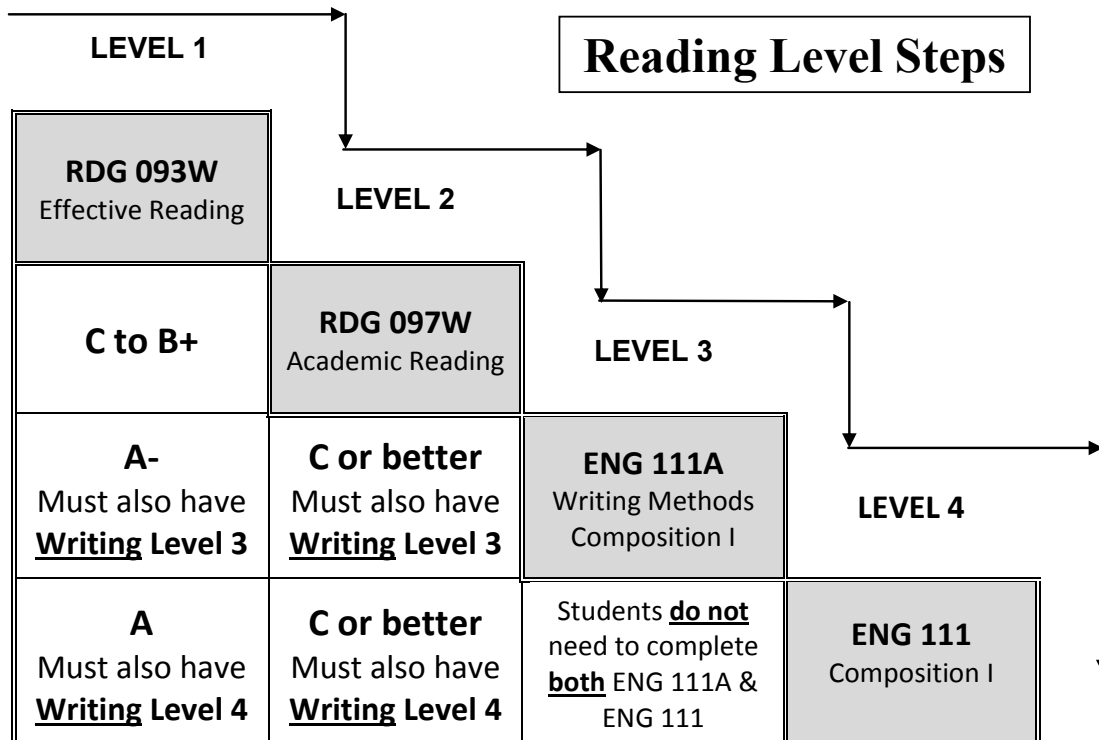 LEVEL 1
Reading Level Steps
RDG 093W
Effective Reading
LEVEL 2
C to B+
RDG 097W
Academic Reading
LEVEL 3
A-
Must also have
Writing Level 3
C or better
Must also have
Writing Level 3
ENG 111A
Writing Methods
Composition I
LEVEL 4
A
Must also have
Writing Level 4
C or better
Must also have
Writing Level 4
Students do not
need to complete
both ENG 111A &
ENG 111
ENG 111
Composition I